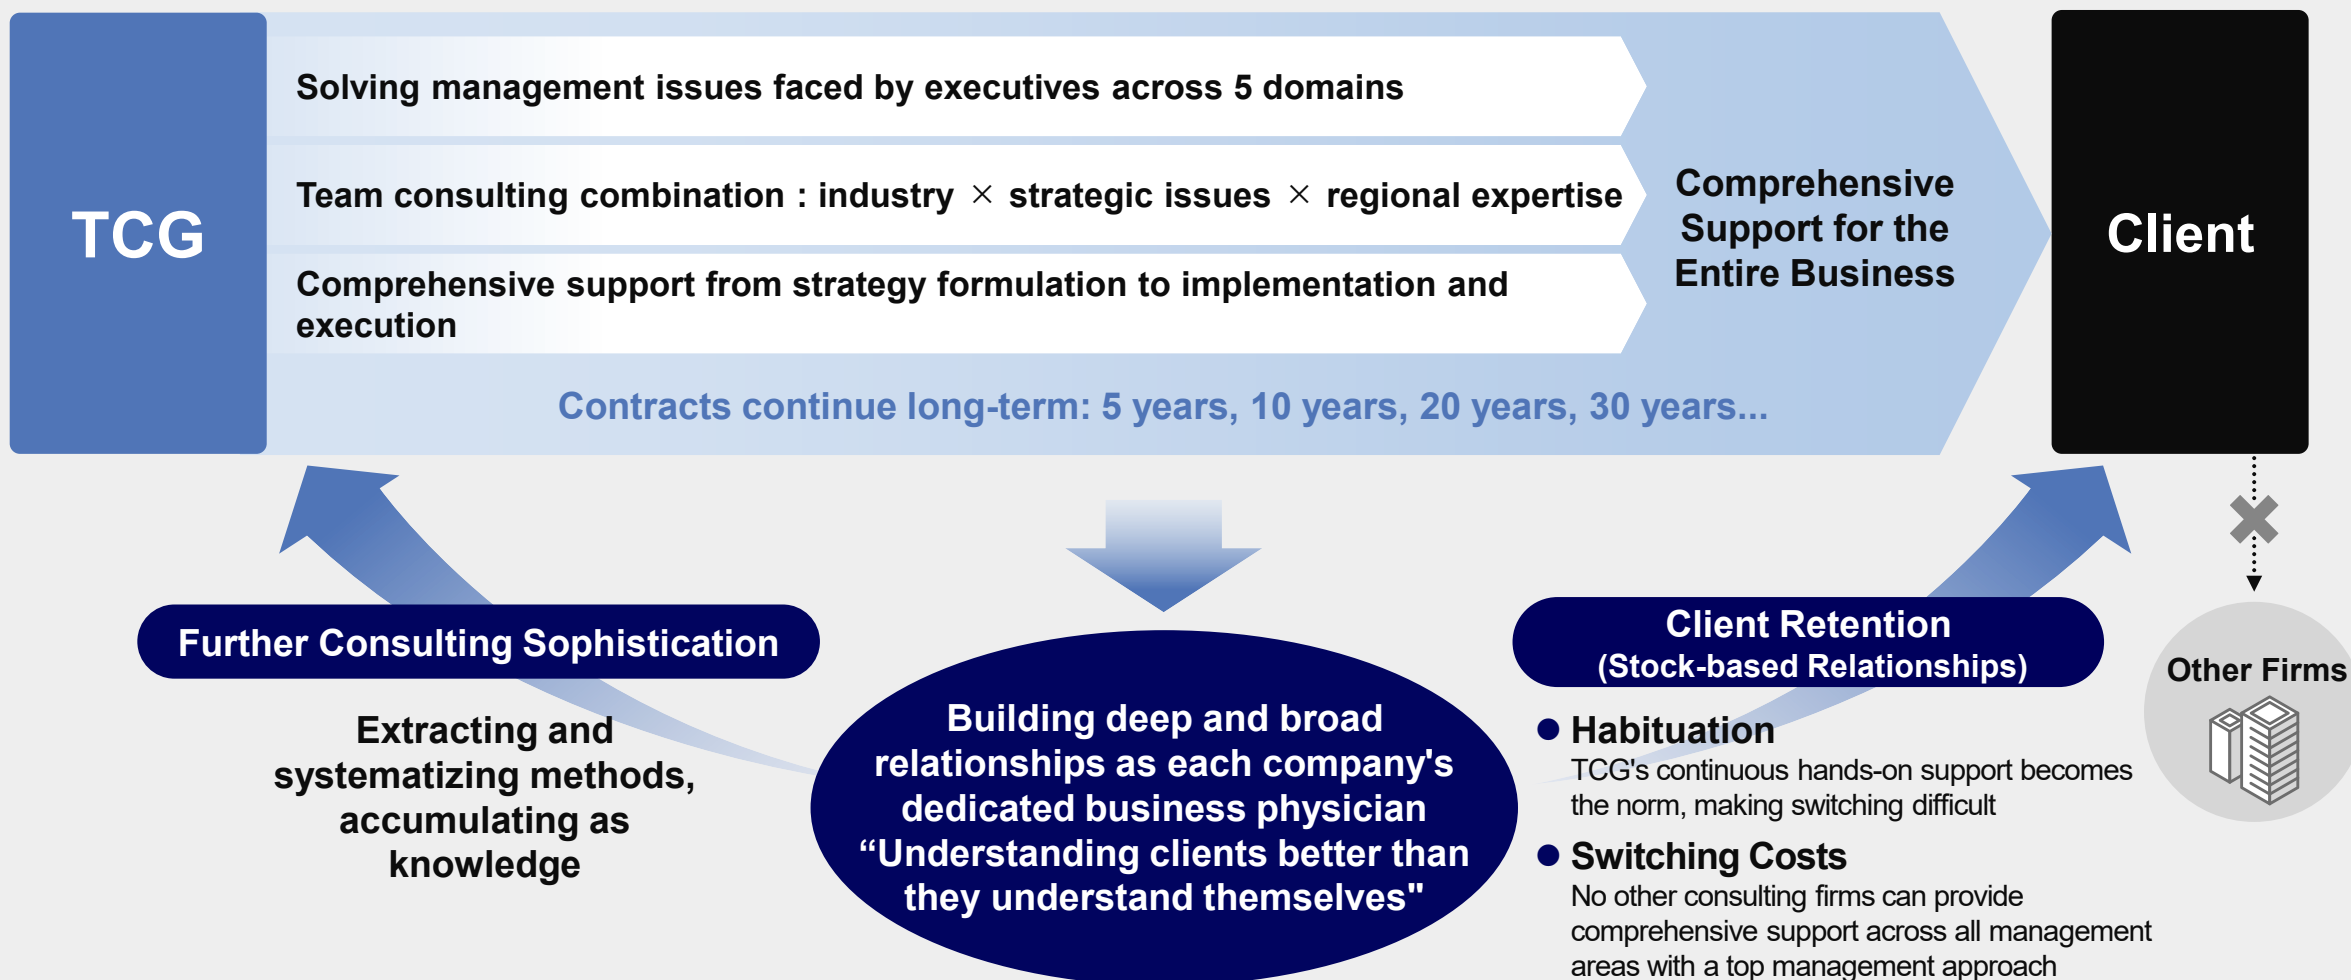 TCG
Solving management issues faced by executives across 5 domains
Team consulting combination : industry × strategic issues × regional expertise
Comprehensive support from strategy formulation to implementation and
execution
Comprehensive
Support for the
Entire Business
Contracts continue long-term: 5 years, 10 years, 20 years, 30 years...
Client
Further Consulting Sophistication
Extracting and
systematizing methods,
accumulating as
knowledge
Building deep and broad
relationships as each company's
dedicated business physician
“Understanding clients better than
they understand themselves"
Client Retention
(Stock-based Relationships)
● Habituation
TCG's continuous hands-on support becomes
the norm, making switching difficult
● Switching Costs
No other consulting firms can provide
comprehensive support across all management
areas with a top management approach
Other Firms